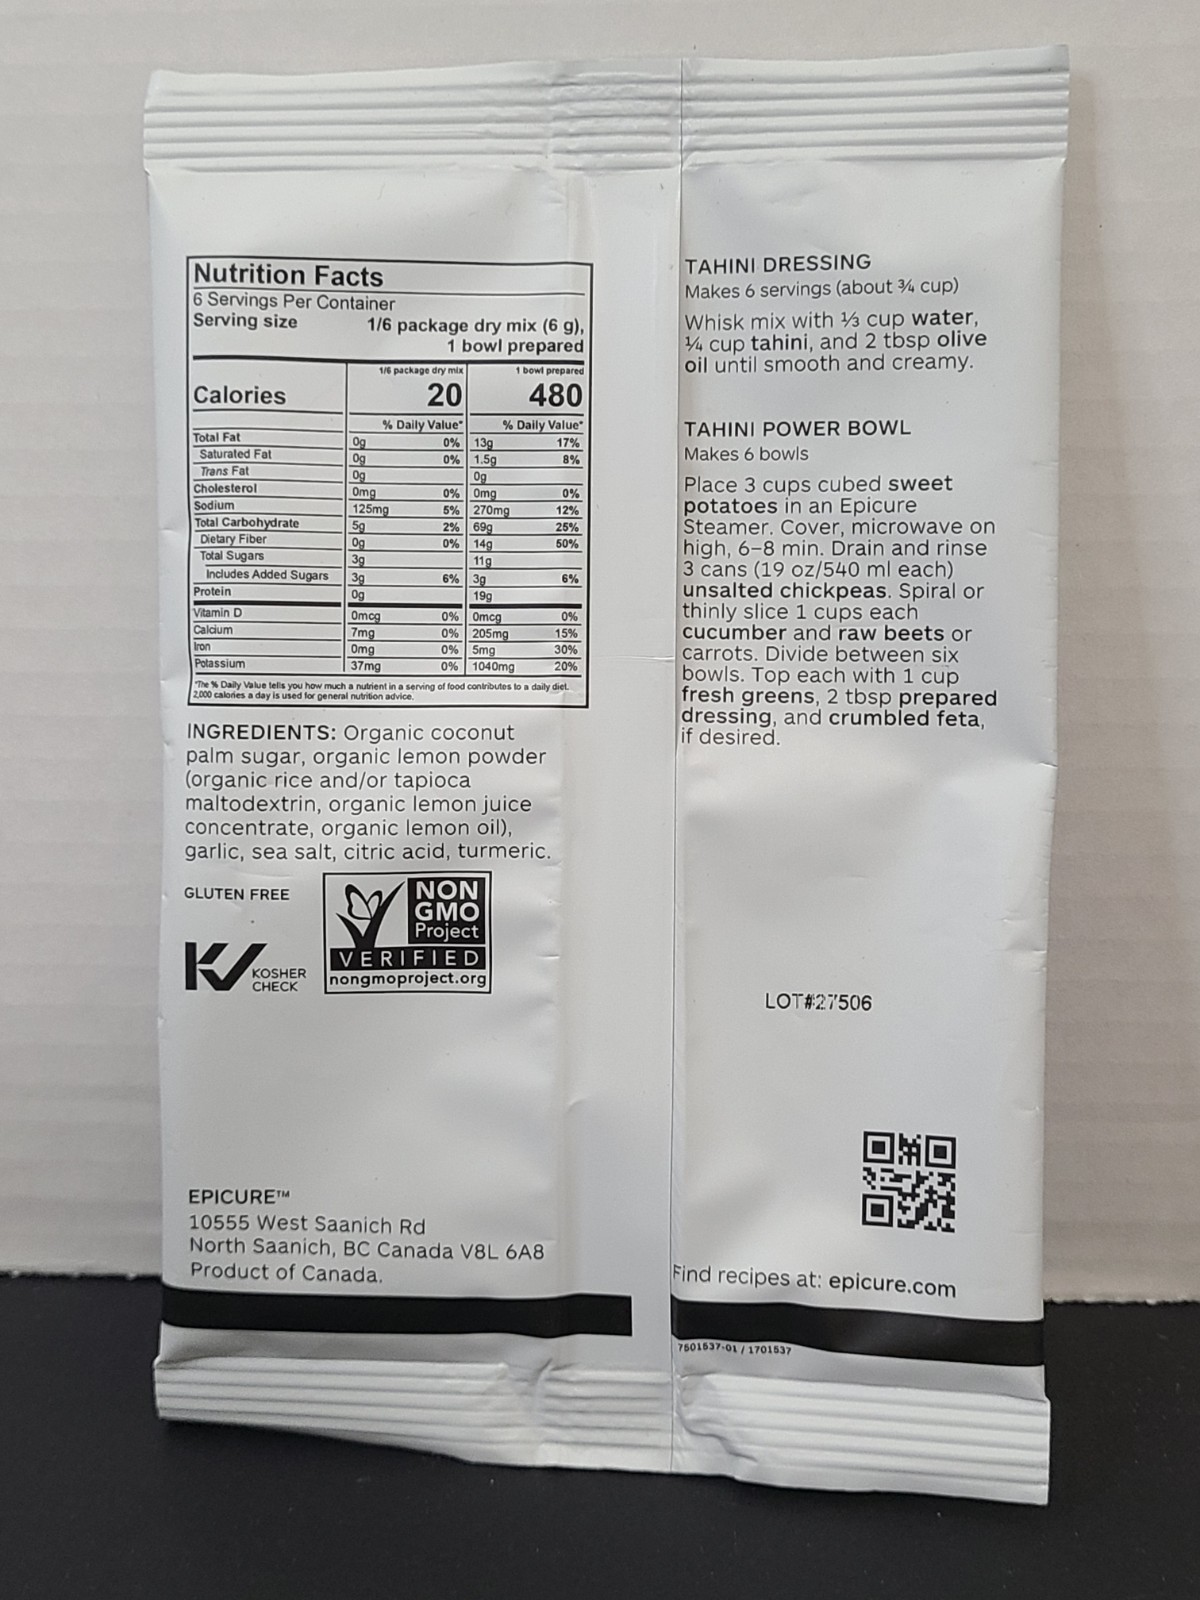 Nutrition Facts
6 Servings Per Container
Serving size 1/6 package dry mix (6 g),
1 bowl prepared
1/6 package dry mix 1 bowl prepared
Calories 20 480
% Daily Value* % Daily Value*
Total Fat 0g 0% 13g 17%
Saturated Fat 0g 0% 1.5g 8%
Trans Fat 0g 0g
Cholesterol 0mg 0% 0mg 0%
Sodium 125mg 5% 270mg 12%
Total Carbohydrate 5g 2% 69g 25%
Dietary Fiber 0g 0% 14g 50%
Total Sugars 3g 11g
Includes Added Sugars 3g 6% 3g 6%
Protein 0g 19g
Vitamin D 0mcg 0% 0mcg 0%
Calcium 7mg 0% 205mg 15%
Iron 0mg 0% 5mg 30%
Potassium 37mg 0% 1040mg 20%
*The % Daily Value tells you how much a nutrient in a serving of food contributes to a daily diet.
2,000 calories a day is used for general nutrition advice.
INGREDIENTS: Organic coconut
palm sugar, organic lemon powder
(organic rice and/or tapioca
maltodextrin, organic lemon juice
concentrate, organic lemon oil),
garlic, sea salt, citric acid, turmeric.
GLUTEN FREE
KOSHER
CHECK
NON
GMO
Project
VERIFIED
nongmoproject.org
EPICURE™
10555 West Saanich Rd
North Saanich, BC Canada V8L 6A8
Product of Canada.
TAHINI DRESSING
Makes 6 servings (about ¾ cup)
Whisk mix with ⅓ cup water,
¼ cup tahini, and 2 tbsp olive
oil until smooth and creamy.
TAHINI POWER BOWL
Makes 6 bowls
Place 3 cups cubed sweet
potatoes in an Epicure
Steamer. Cover, microwave on
high, 6–8 min. Drain and rinse
3 cans (19 oz/540 ml each)
unsalted chickpeas. Spiral or
thinly slice 1 cups each
cucumber and raw beets or
carrots. Divide between six
bowls. Top each with 1 cup
fresh greens, 2 tbsp prepared
dressing, and crumbled feta,
if desired.
LOT#27506
Find recipes at: epicure.com
7501537-01 / 1701537